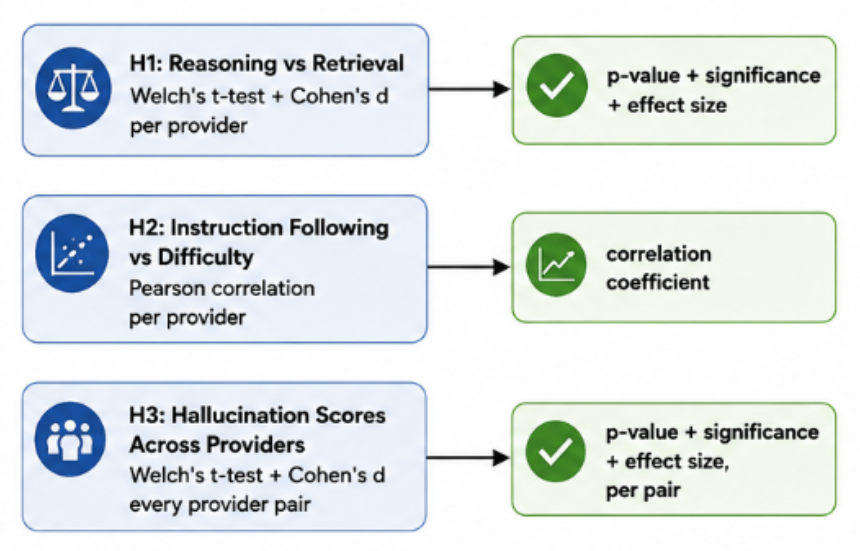 H1: Reasoning vs Retrieval
Welch's t-test + Cohen's d
per provider
p-value + significance
+ effect size
H2: Instruction Following
vs Difficulty
Pearson correlation
per provider
correlation
coefficient
H3: Hallucination Scores
Across Providers
Welch's t-test + Cohen's d
every provider pair
p-value + significance
+ effect size,
per pair